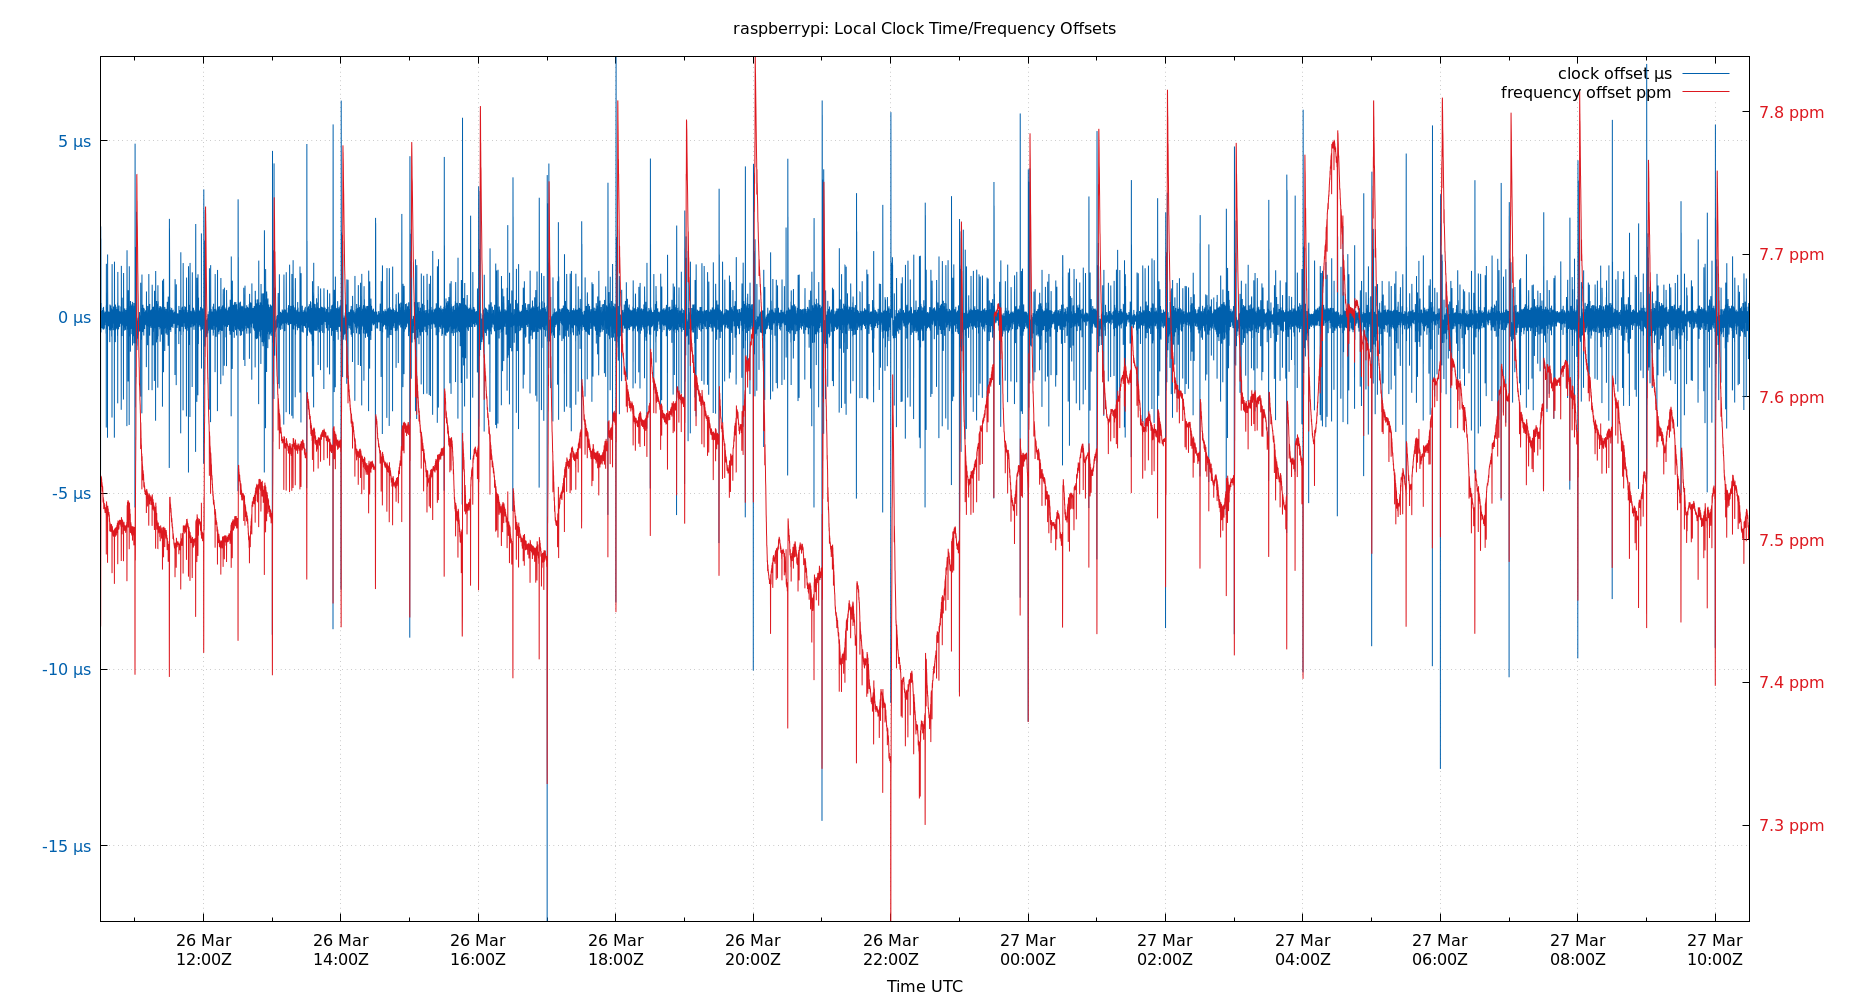 raspberrypi: Local Clock Time/Frequency Offsets
clock offset µs
frequency offset ppm
5 µs
0 µs
-5 µs
-10 µs
-15 µs
7.8 ppm
7.7 ppm
7.6 ppm
7.5 ppm
7.4 ppm
7.3 ppm
26 Mar 26 Mar 26 Mar 26 Mar 26 Mar 26 Mar 27 Mar 27 Mar 27 Mar 27 Mar 27 Mar 27 Mar
12:00Z 14:00Z 16:00Z 18:00Z 20:00Z 22:00Z 00:00Z 02:00Z 04:00Z 06:00Z 08:00Z 10:00Z
Time UTC